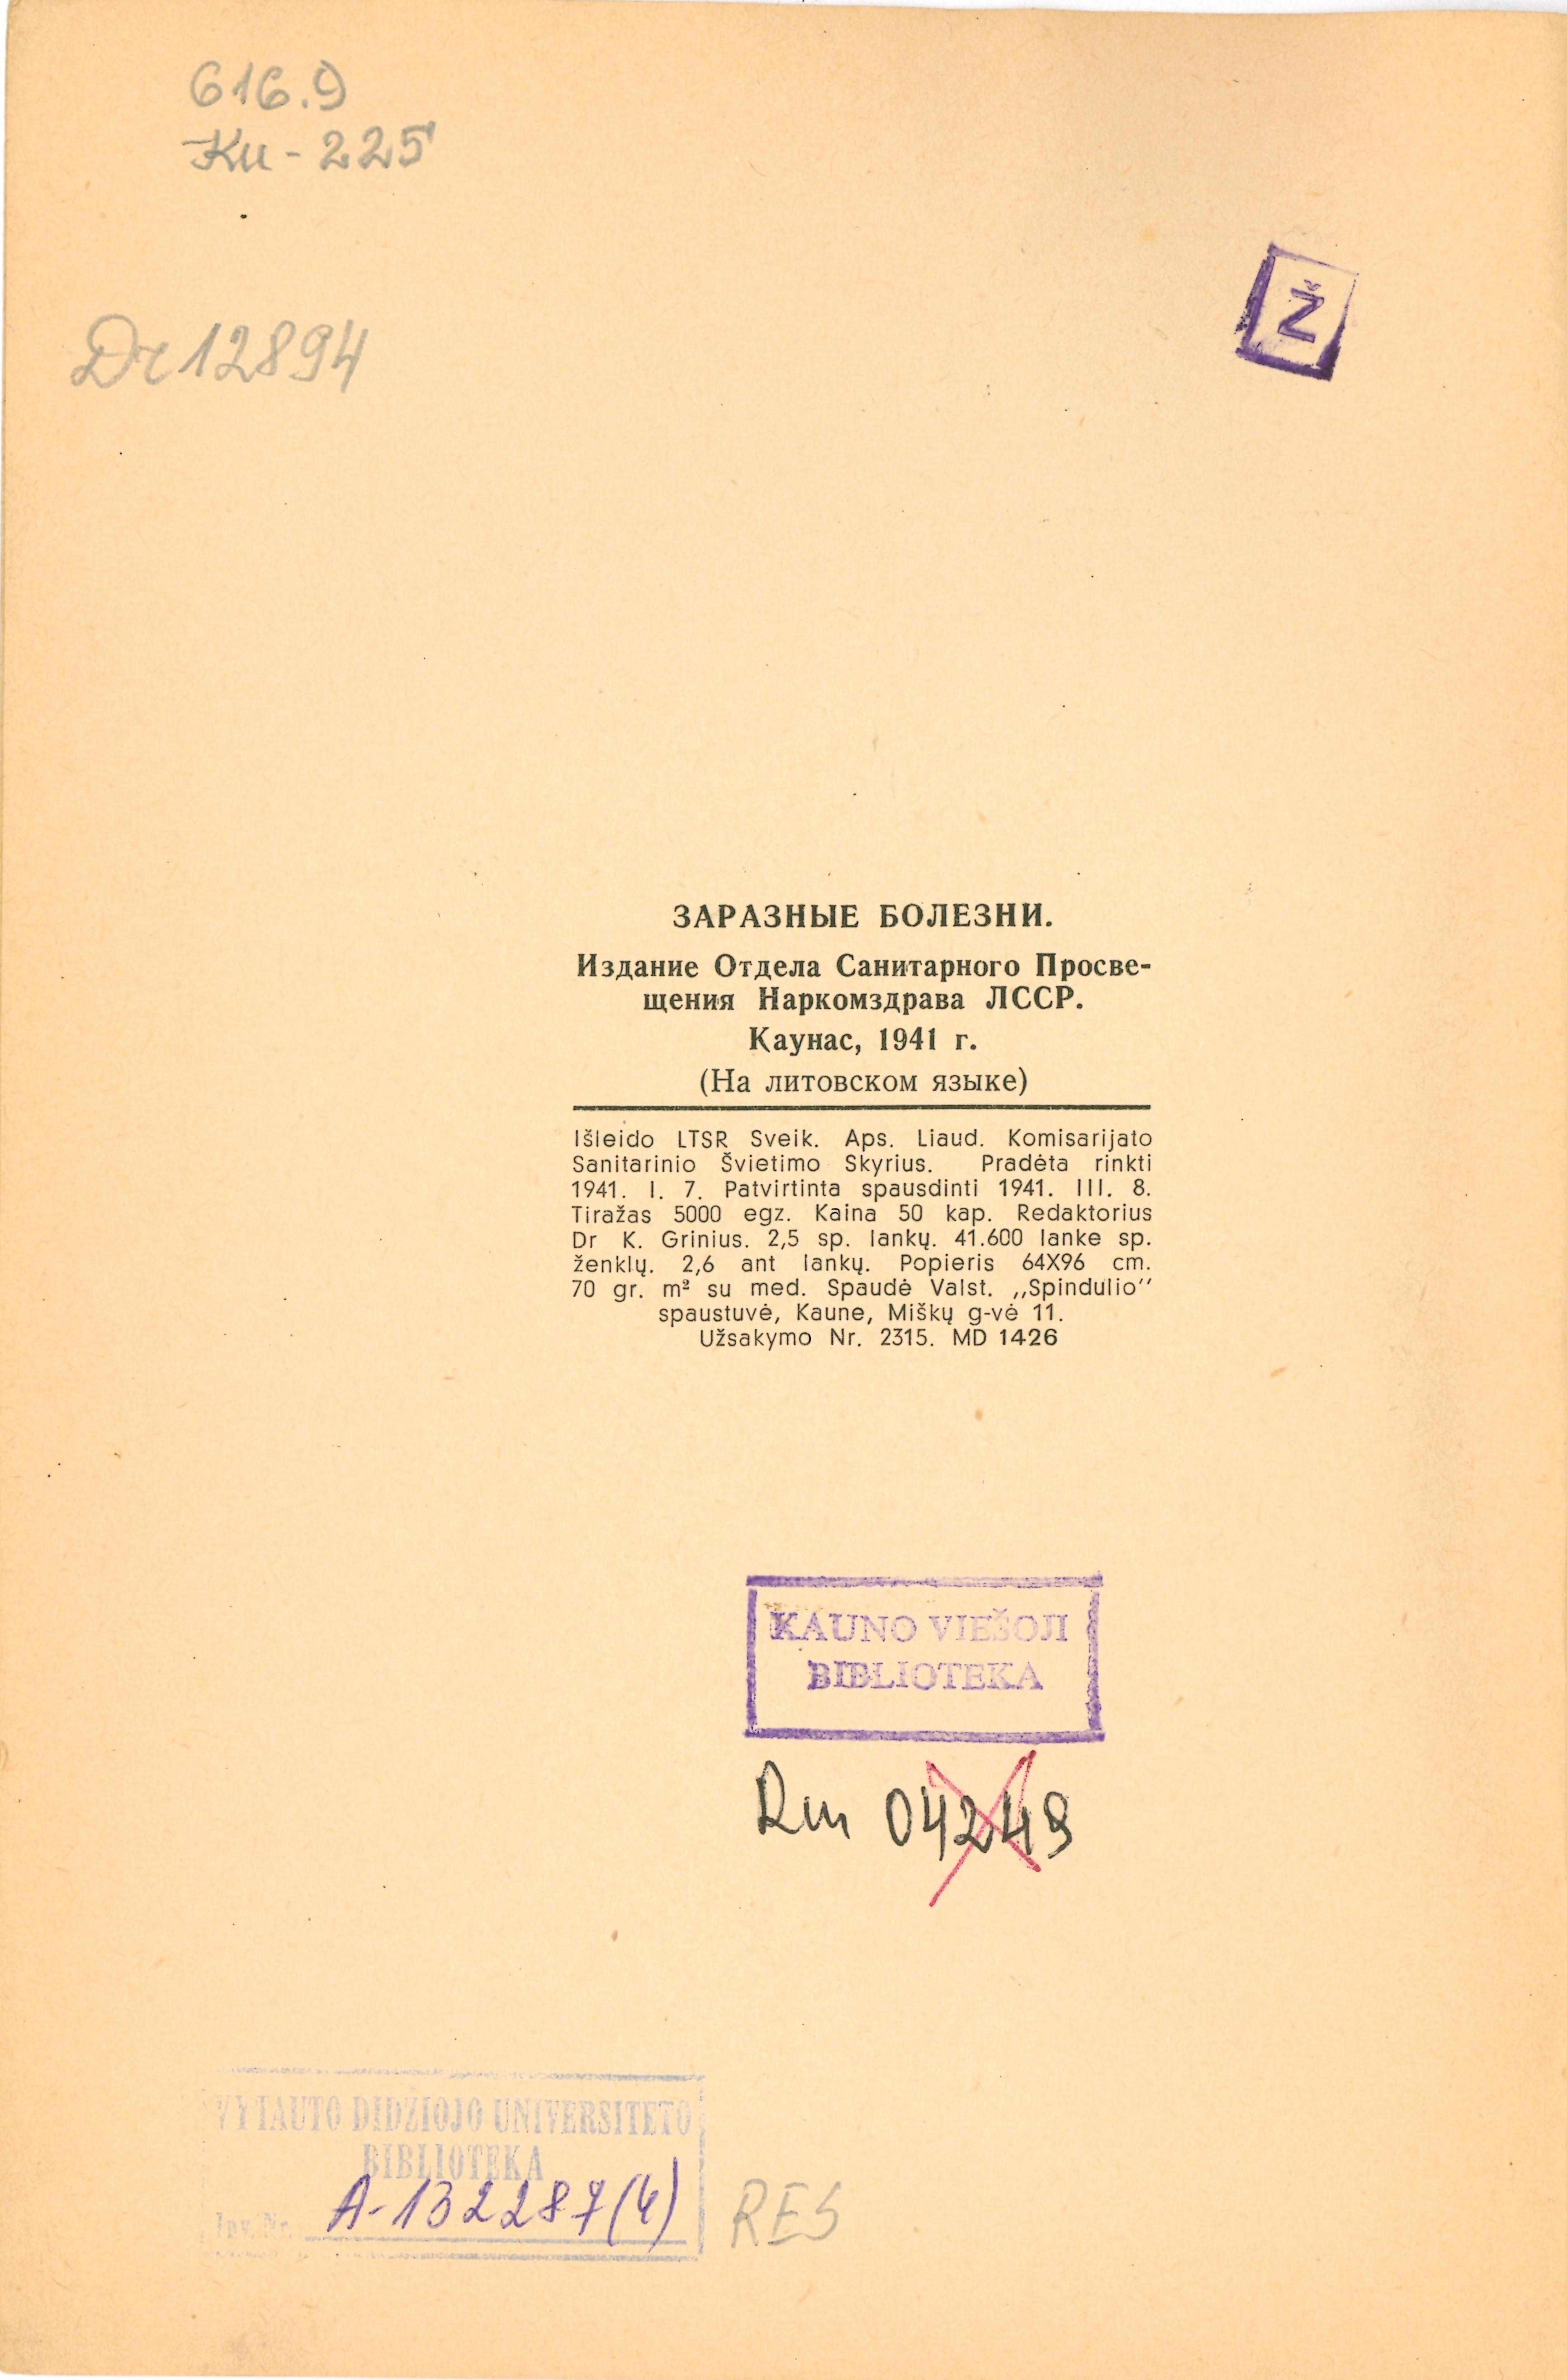 616.9
Ku-225
Dr 12894
Ž
ЗАРАЗНЫЕ БОЛЕЗНИ.
Издание Отдела Санитарного Просве-
щения Наркомздрава ЛССР.
Каунас, 1941 г.
(На литовском языке)
Išleido LTSR Sveik. Aps. Liaud. Komisarijato
Sanitarinio Švietimo Skyrius. Pradėta rinkti
1941. I. 7. Patvirtinta spausdinti 1941. III. 8.
Tiražas 5000 egz. Kaina 50 kap. Redaktorius
Dr K. Grinius. 2,5 sp. lankų. 41.600 lanke sp.
ženklų. 2,6 ant lankų. Popieris 64X96 cm.
70 gr. m² su med. Spaudė Valst. ,,Spindulio''
spaustuvė, Kaune, Miškų g-vė 11.
Užsakymo Nr. 2315. MD 1426
KAUNO VIEŠOJI
BIBLIOTEKA
Rm 04249
VYTAUTO DIDŽIOJO UNIVERSITETO
BIBLIOTEKA
Inv. Nr. A-132287(4)
RES